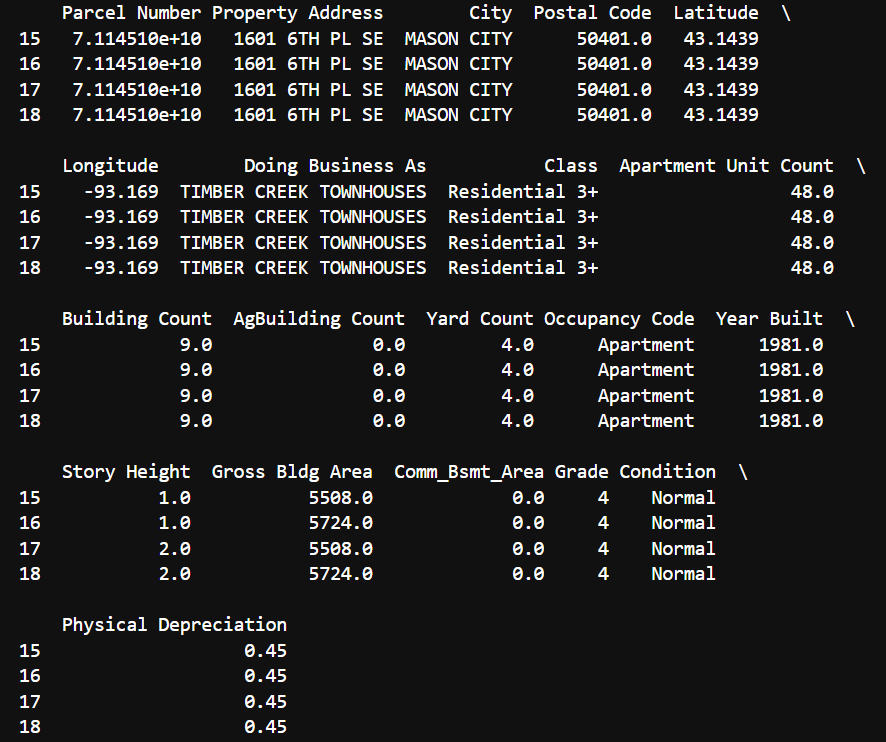 Parcel Number Property Address City Postal Code Latitude \
15 7.114510e+10 1601 6TH PL SE MASON CITY 50401.0 43.1439
16 7.114510e+10 1601 6TH PL SE MASON CITY 50401.0 43.1439
17 7.114510e+10 1601 6TH PL SE MASON CITY 50401.0 43.1439
18 7.114510e+10 1601 6TH PL SE MASON CITY 50401.0 43.1439
Longitude Doing Business As Class Apartment Unit Count \
15 -93.169 TIMBER CREEK TOWNHOUSES Residential 3+ 48.0
16 -93.169 TIMBER CREEK TOWNHOUSES Residential 3+ 48.0
17 -93.169 TIMBER CREEK TOWNHOUSES Residential 3+ 48.0
18 -93.169 TIMBER CREEK TOWNHOUSES Residential 3+ 48.0
Building Count AgBuilding Count Yard Count Occupancy Code Year Built \
15 9.0 0.0 4.0 Apartment 1981.0
16 9.0 0.0 4.0 Apartment 1981.0
17 9.0 0.0 4.0 Apartment 1981.0
18 9.0 0.0 4.0 Apartment 1981.0
Story Height Gross Bldg Area Comm_Bsmt_Area Grade Condition \
15 1.0 5508.0 0.0 4 Normal
16 1.0 5724.0 0.0 4 Normal
17 2.0 5508.0 0.0 4 Normal
18 2.0 5724.0 0.0 4 Normal
Physical Depreciation
15 0.45
16 0.45
17 0.45
18 0.45